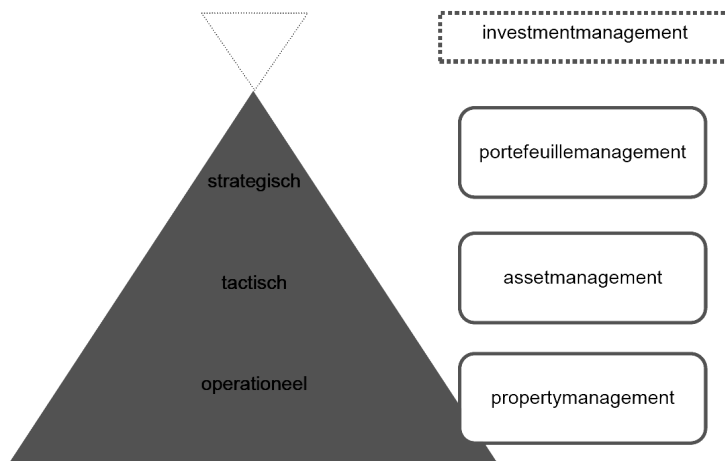 investmentmanagement
portefeuillemanagement
strategisch
assetmanagement
tactisch
operationeel
propertymanagement